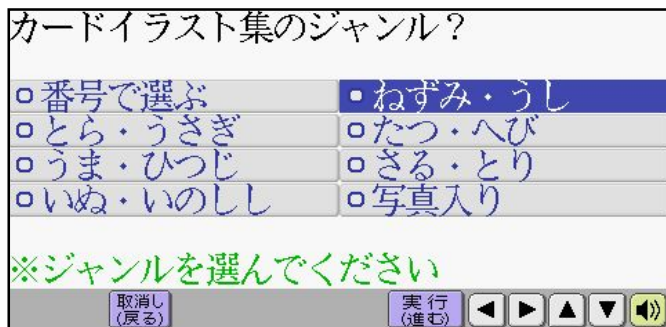 カードイラスト集のジャンル？
番号で選ぶ
ねずみ・うし
とら・うさぎ
たつ・へび
うま・ひつじ
さる・とり
いぬ・いのしし
写真入り
※ジャンルを選んでください
取消し
(戻る)
実行
(進む)